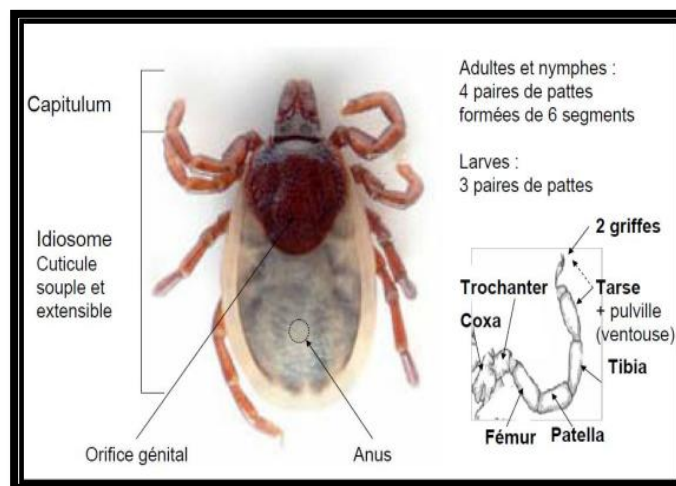 Capitulum
Idiosome
Cuticule
souple et
extensible
Orifice génital
Anus
Adultes et nymphes :
4 paires de pattes
formées de 6 segments
Larves :
3 paires de pattes
2 griffes
Trochanter
Tarse
+ pulville
(ventouse)
Coxa
Tibia
Fémur
Patella